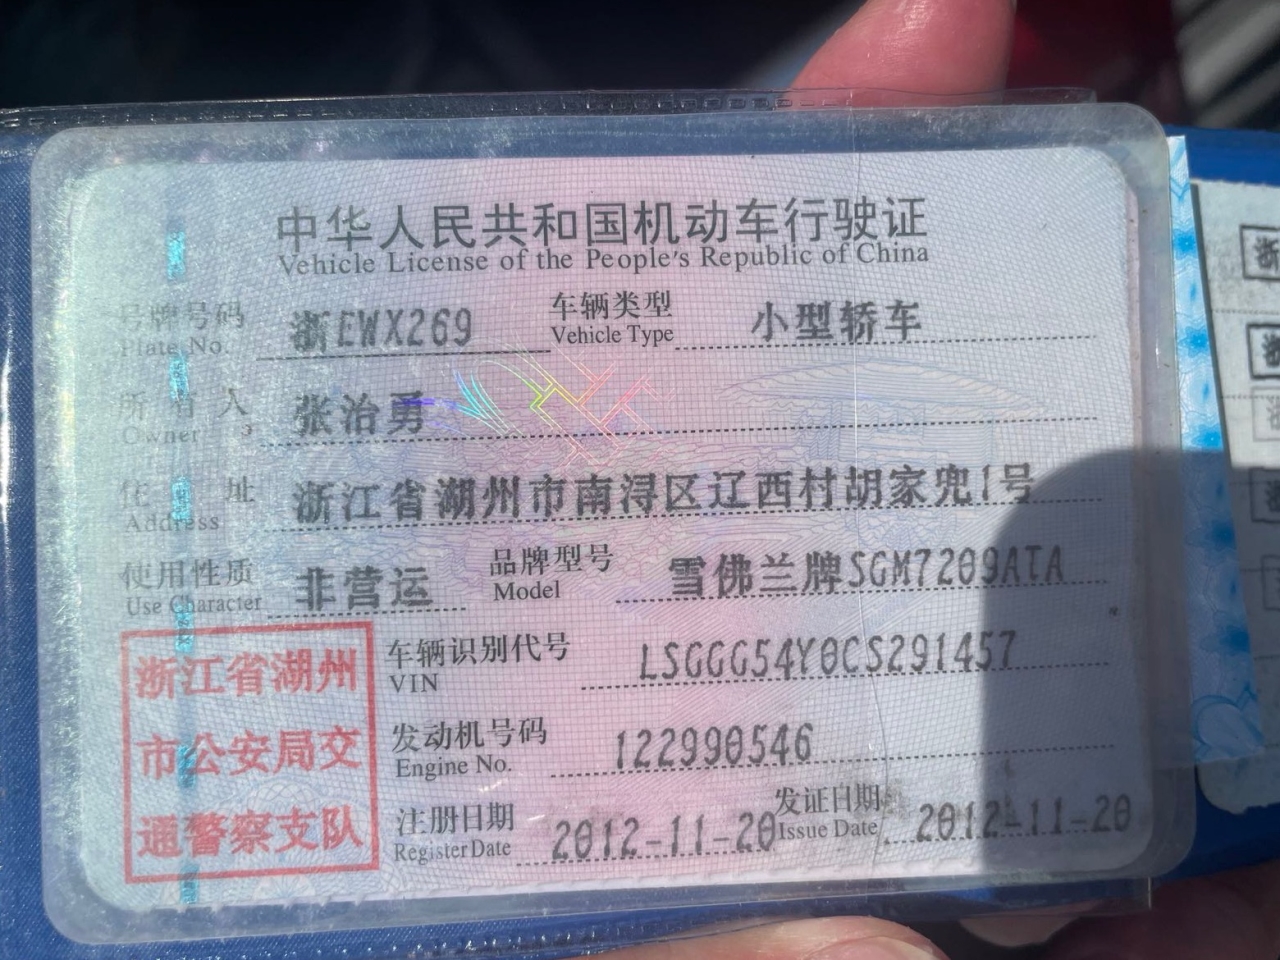 中华人民共和国机动车行驶证
Vehicle License of the People's Republic of China
号牌号码 浙EWX269 车辆类型 小型轿车
Plate No. Vehicle Type
所有人 张治勇
Owner
住址 浙江省湖州市南浔区辽西村胡家兜1号
Address
使用性质 非营运 品牌型号 雪佛兰牌SGM7209ATA
Use Character Model
浙江省湖州
市公安局交
通警察支队
车辆识别代号 LSGGG54Y0CS291457
VIN
发动机号码 122990546
Engine No.
注册日期 2012-11-20 发证日期 2012-11-20
Register Date Issue Date